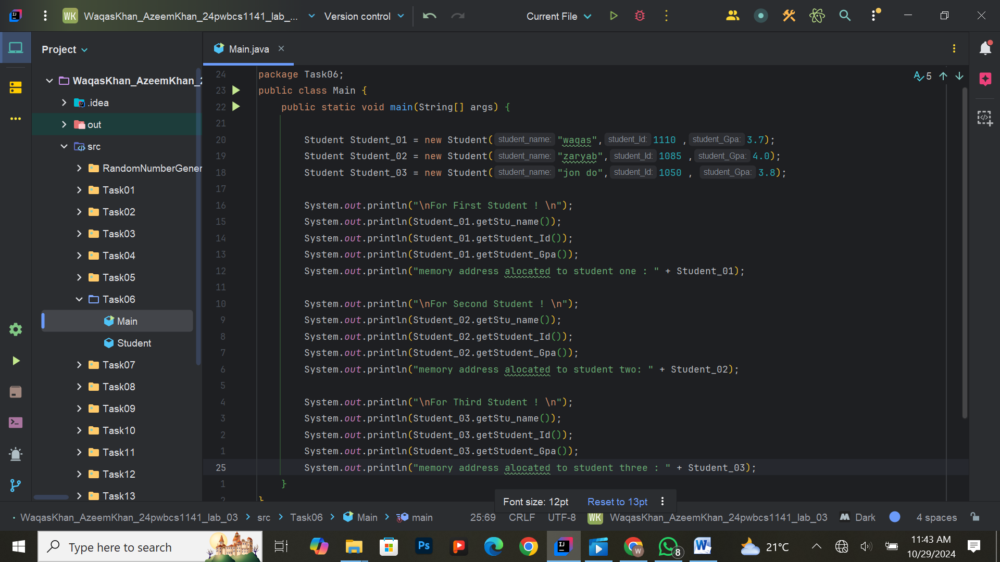 WK WaqasKhan_AzeemKhan_24pwbcs1141_lab_... Version control Current File
Project
Main.java
WaqasKhan_AzeemKhan_2
.idea
out
src
RandomNumberGener
Task01
Task02
Task03
Task04
Task05
Task06
Main
Student
Task07
Task08
Task09
Task10
Task11
Task12
Task13
5
24 package Task06;
23 public class Main {
22 public static void main(String[] args) {
21
20 Student Student_01 = new Student( student_name: "waqas", student_Id: 1110 , student_Gpa: 3.7);
19 Student Student_02 = new Student( student_name: "zaryab", student_Id: 1085 , student_Gpa: 4.0);
18 Student Student_03 = new Student( student_name: "jon do", student_Id: 1050 , student_Gpa: 3.8);
17
16 System.out.println("\nFor First Student ! \n");
15 System.out.println(Student_01.getStu_name());
14 System.out.println(Student_01.getStudent_Id());
13 System.out.println(Student_01.getStudent_Gpa());
12 System.out.println("memory address alocated to student one : " + Student_01);
11
10 System.out.println("\nFor Second Student ! \n");
9 System.out.println(Student_02.getStu_name());
8 System.out.println(Student_02.getStudent_Id());
7 System.out.println(Student_02.getStudent_Gpa());
6 System.out.println("memory address alocated to student two: " + Student_02);
5
4 System.out.println("\nFor Third Student ! \n");
3 System.out.println(Student_03.getStu_name());
2 System.out.println(Student_03.getStudent_Id());
1 System.out.println(Student_03.getStudent_Gpa());
25 System.out.println("memory address alocated to student three : " + Student_03);
1 }
2 }
Font size: 12pt Reset to 13pt
WaqasKhan_AzeemKhan_24pwbcs1141_lab_03 > src > Task06 > Main > main 25:69 CRLF UTF-8 WK WaqasKhan_AzeemKhan_24pwbcs1141_lab_03 Dark 4 spaces
Type here to search
Ps
IJ
W
8
W
21°C
11:43 AM
10/29/2024